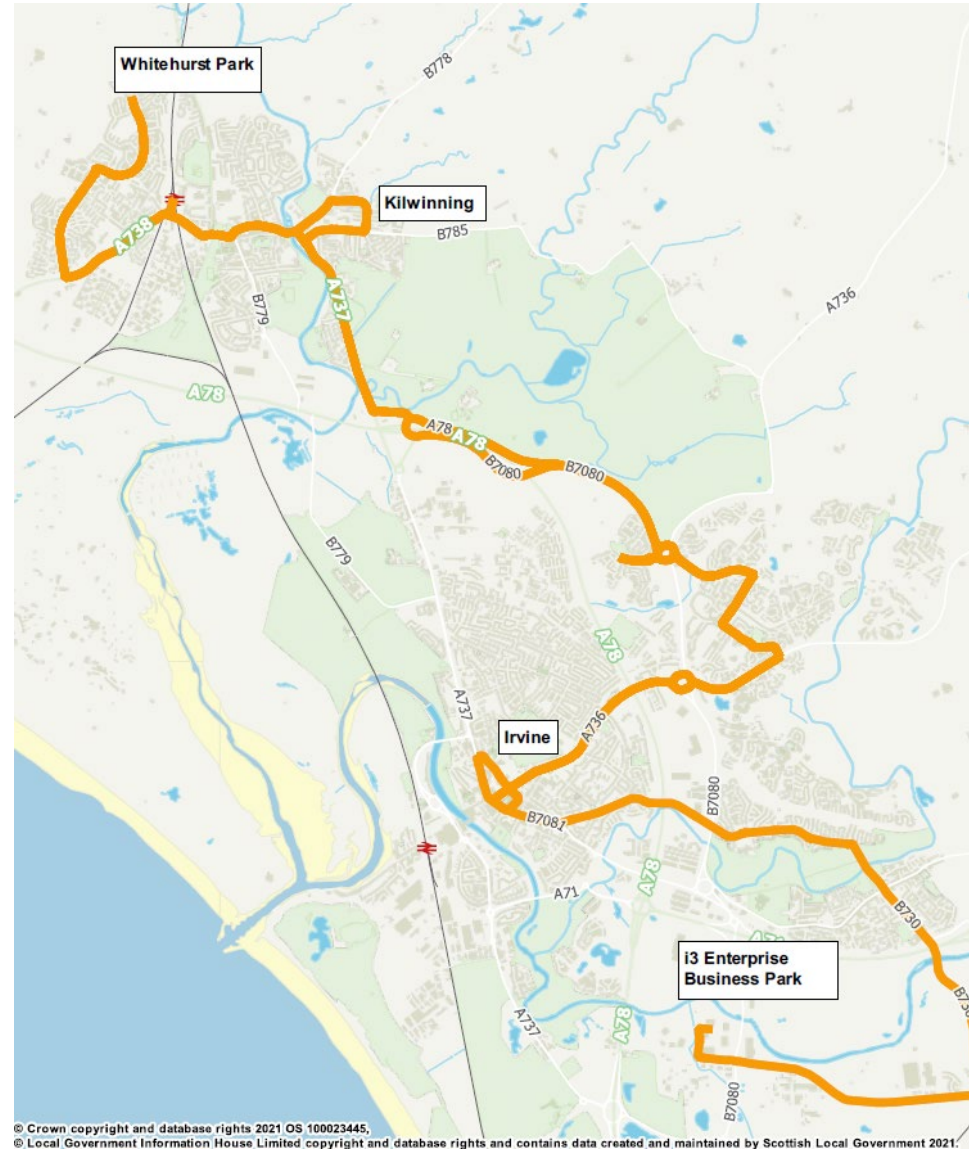 Whitehurst Park
B778
Kilwinning
A738
B785
A737
B779
A736
A78
A78
A78
B7080
B7080
B779
A78
A737
A736
Irvine
B7080
B7081
A78
A71
B730
i3 Enterprise
Business Park
A737
A78
B7080
© Crown copyright and database rights 2021 OS 100023445,
© Local Government Information House Limited copyright and database rights and contains data created and maintained by Scottish Local Government 2021.